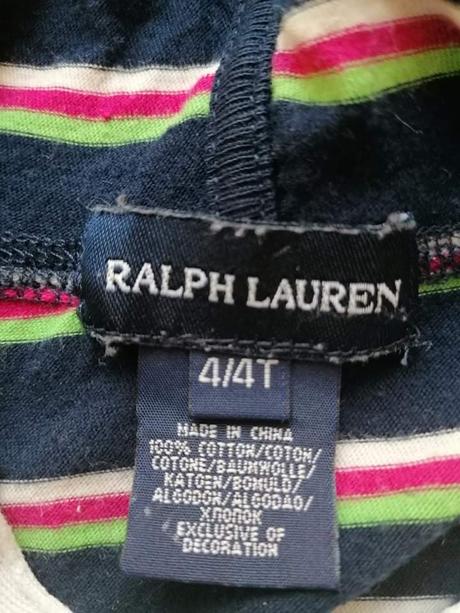 RALPH LAUREN
4/4T
MADE IN CHINA
100% COTTON/COTON/
COTONE/BAUMWOLLE/
KATOEN/BOMULD/
ALGODON/ALGODAO/
ХЛОПОК
EXCLUSIVE OF
DECORATION